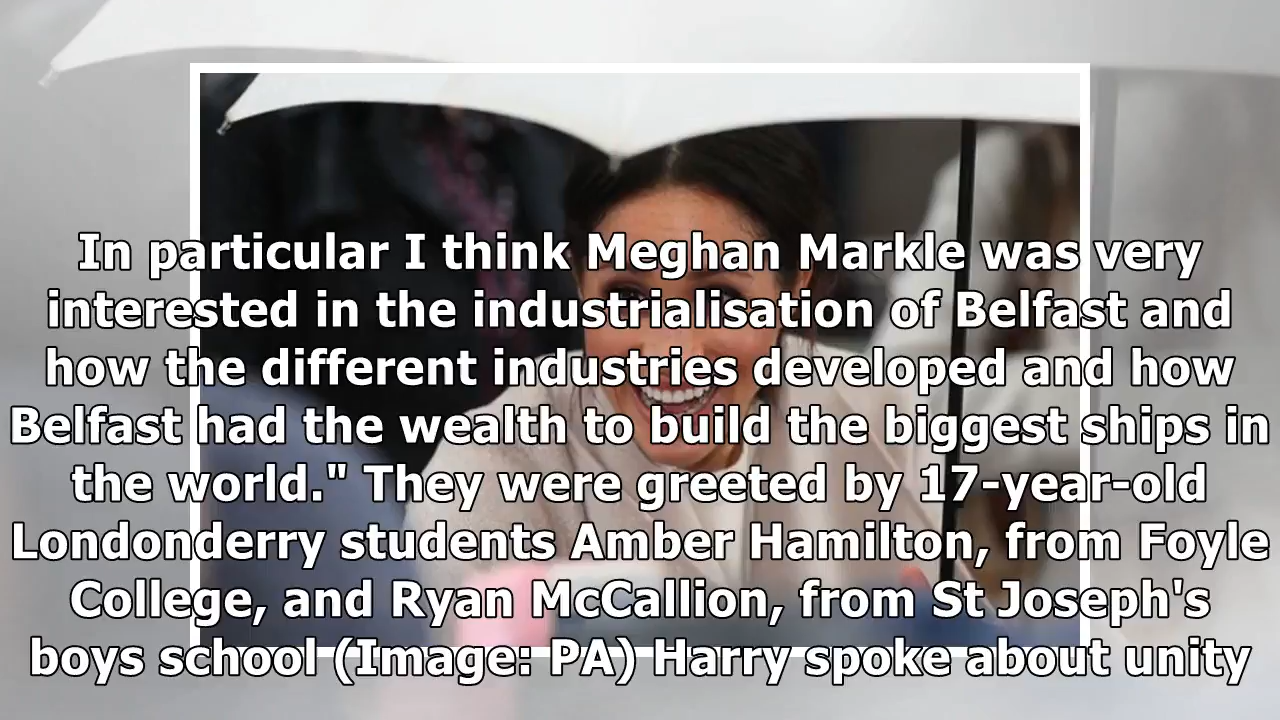 In particular I think Meghan Markle was very
interested in the industrialisation of Belfast and
how the different industries developed and how
Belfast had the wealth to build the biggest ships in
the world." They were greeted by 17-year-old
Londonderry students Amber Hamilton, from Foyle
College, and Ryan McCallion, from St Joseph's
boys school (Image: PA) Harry spoke about unity